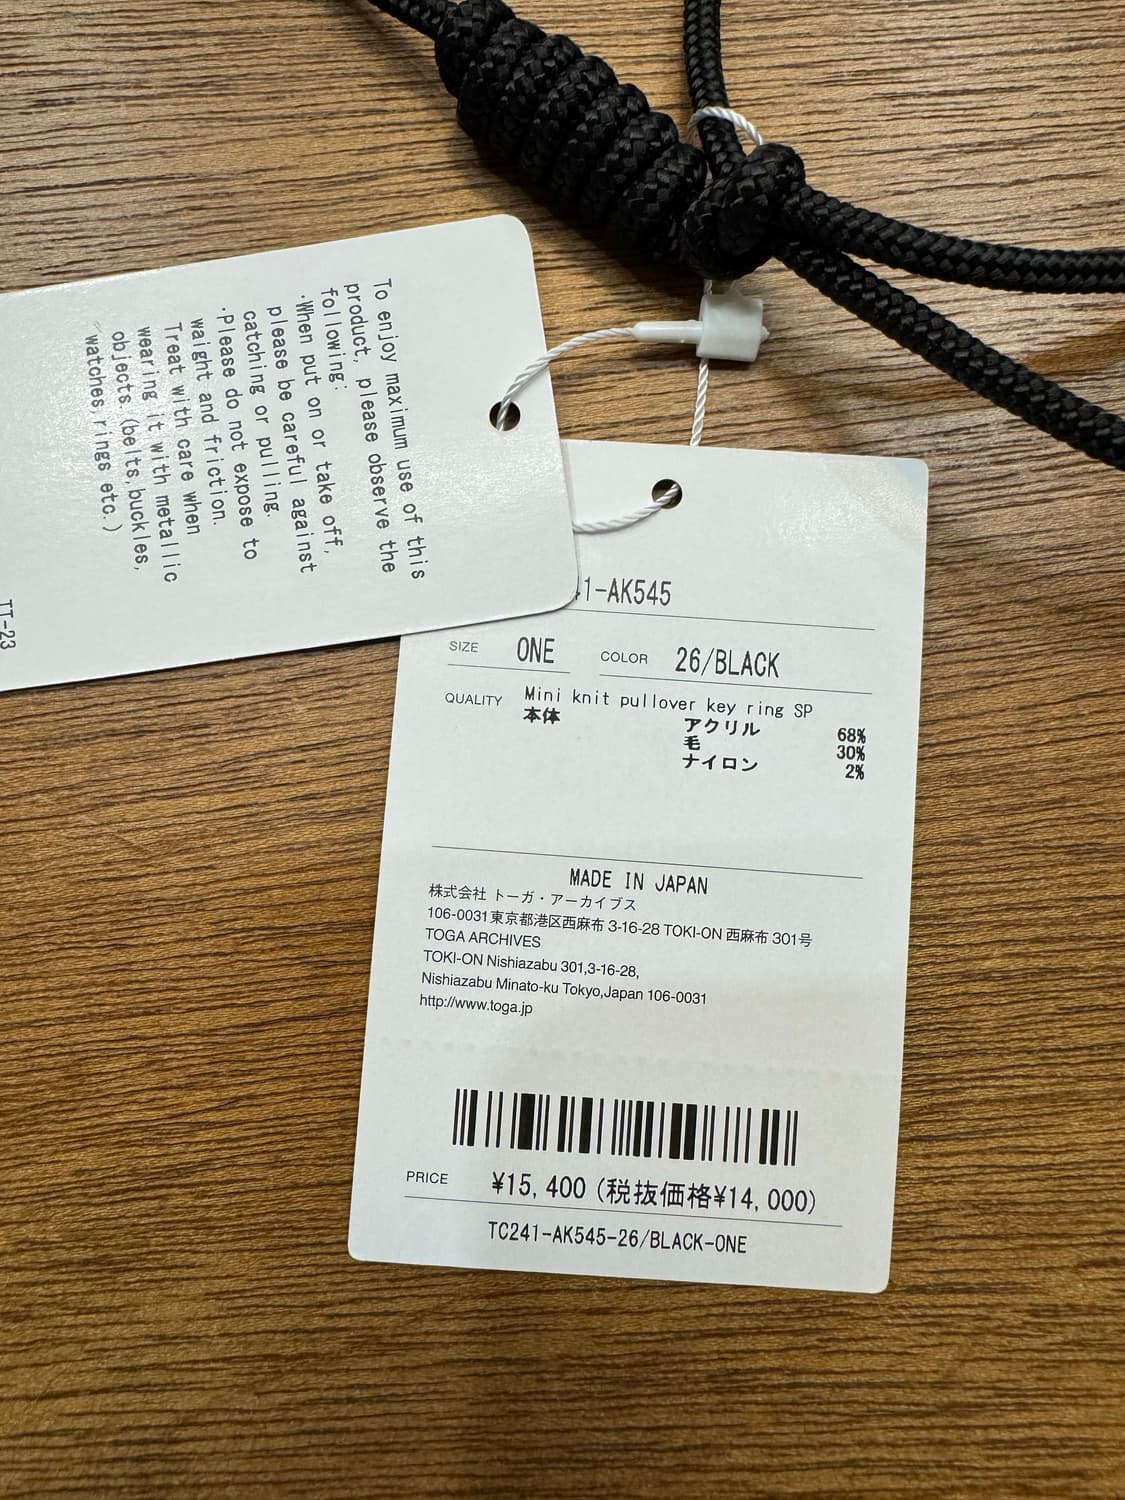 To enjoy maximum use of this
product, please observe the
following:
·When put on or take off,
please be careful against
catching or pulling.
·Please do not expose to
waight and friction.
Treat with care when
wearing it with metallic
objects.(belts,buckles,
watches,rings etc.)
TT-23
41-AK545
SIZE ONE COLOR 26/BLACK
QUALITY Mini knit pullover key ring SP
本体 アクリル 68%
毛 30%
ナイロン 2%
MADE IN JAPAN
株式会社 トーガ・アーカイブス
106-0031東京都港区西麻布 3-16-28 TOKI-ON 西麻布 301号
TOGA ARCHIVES
TOKI-ON Nishiazabu 301,3-16-28,
Nishiazabu Minato-ku Tokyo,Japan 106-0031
http://www.toga.jp
PRICE ¥15,400(税抜価格¥14,000)
TC241-AK545-26/BLACK-ONE